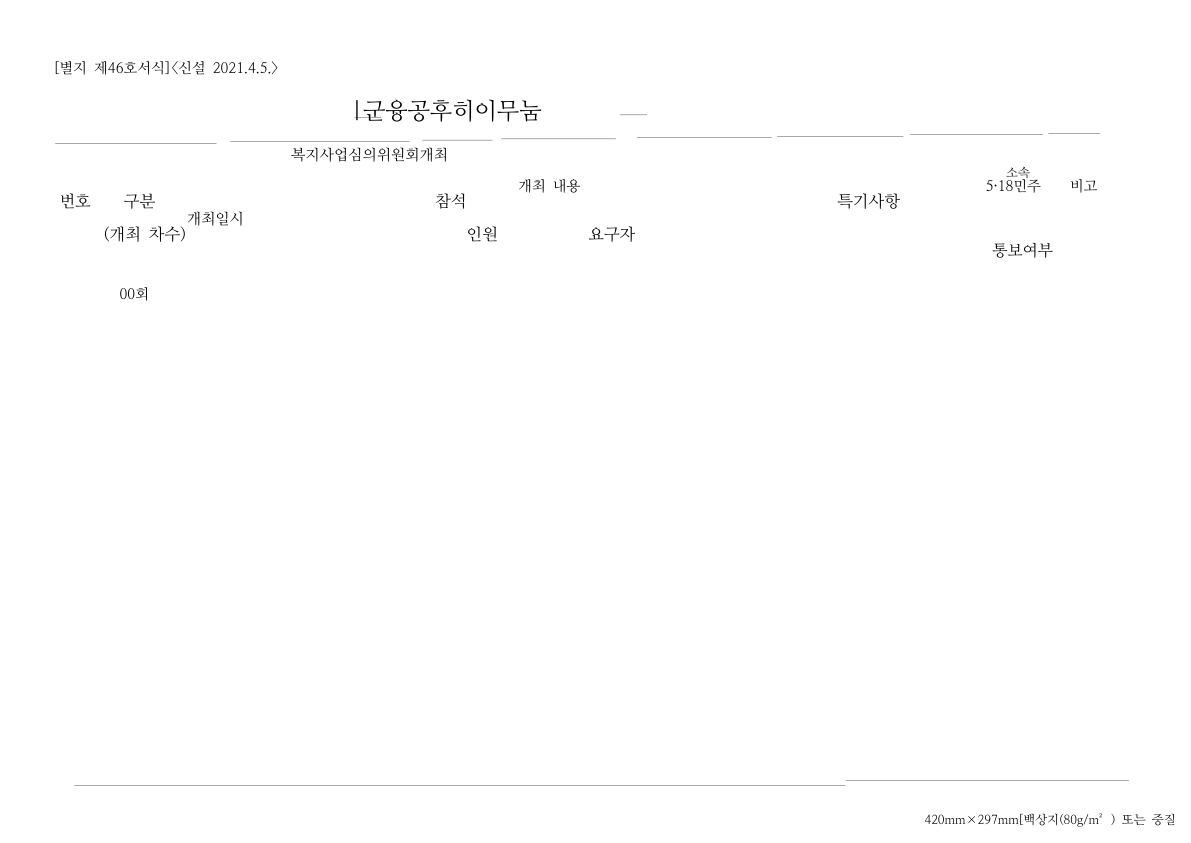 [별지 제46호서식]<신설 2021.4.5.>
군융공후히이무눔
복지사업심의위원회개최
소속
개최 내용
5·18민주 비고
번호 구분 참석 특기사항
개최일시
(개최 차수) 인원 요구자
통보여부
00회
420mm×297mm[백상지(80g/m² ) 또는 중질